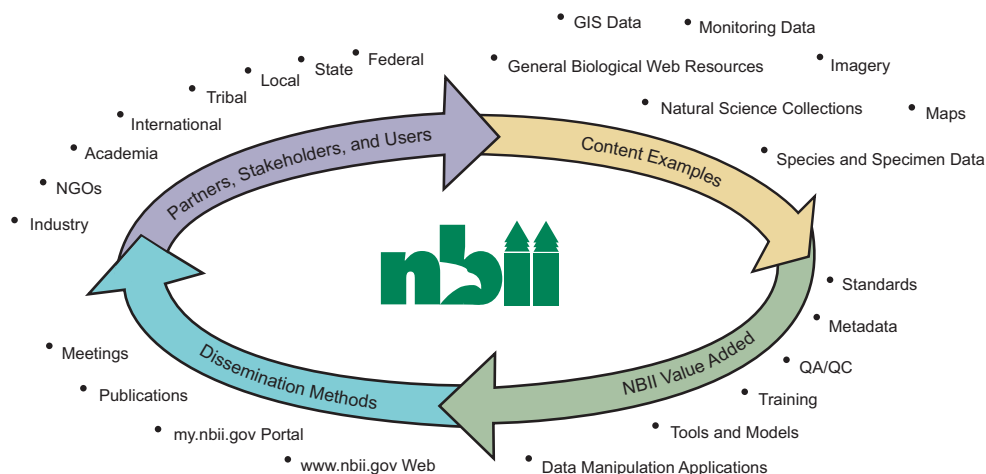 • GIS Data
• Monitoring Data
• Federal
• State
• Local
• Tribal
• International
• Academia
• NGOs
• Industry
• General Biological Web Resources
• Imagery
• Natural Science Collections
• Maps
• Species and Specimen Data
Partners, Stakeholders, and Users
Content Examples
nbii
• Standards
• Metadata
• QA/QC
• Training
• Tools and Models
• Data Manipulation Applications
NBII Value Added
Dissemination Methods
• Meetings
• Publications
• my.nbii.gov Portal
• www.nbii.gov Web